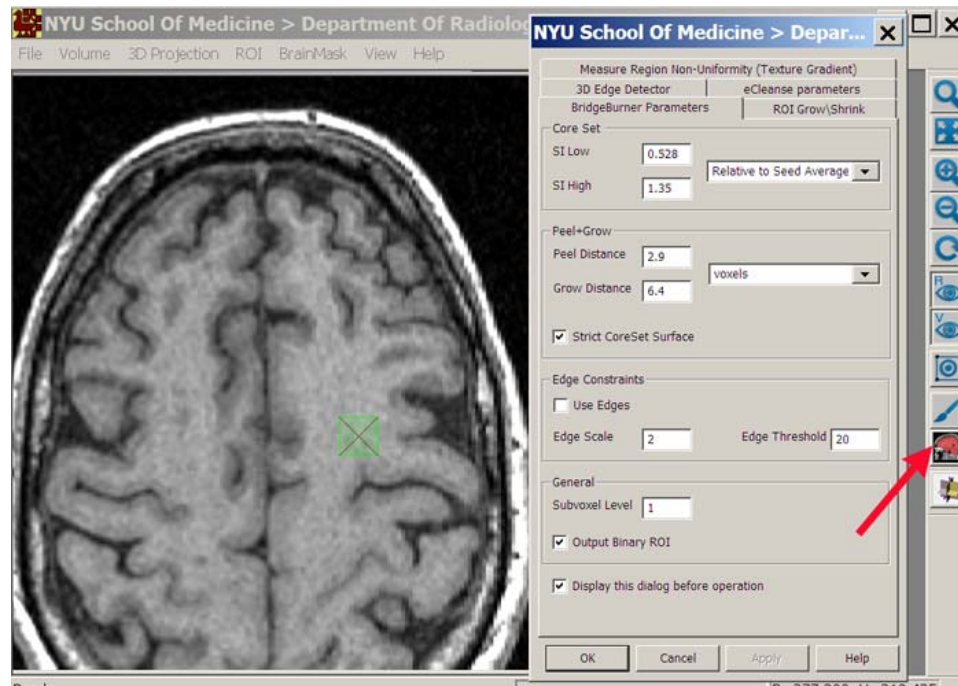 NYU School Of Medicine > Department Of Radiolog
File Volume 3D Projection ROI BrainMask View Help
NYU School Of Medicine > Depar...
Measure Region Non-Uniformity (Texture Gradient)
3D Edge Detector eCleanse parameters
BridgeBurner Parameters ROI Grow\Shrink
Core Set
SI Low 0.528
Relative to Seed Average
SI High 1.35
Peel+Grow
Peel Distance 2.9
voxels
Grow Distance 6.4
Strict CoreSet Surface
Edge Constraints
Use Edges
Edge Scale 2 Edge Threshold 20
General
Subvoxel Level 1
Output Binary ROI
Display this dialog before operation
OK Cancel Apply Help
R
V